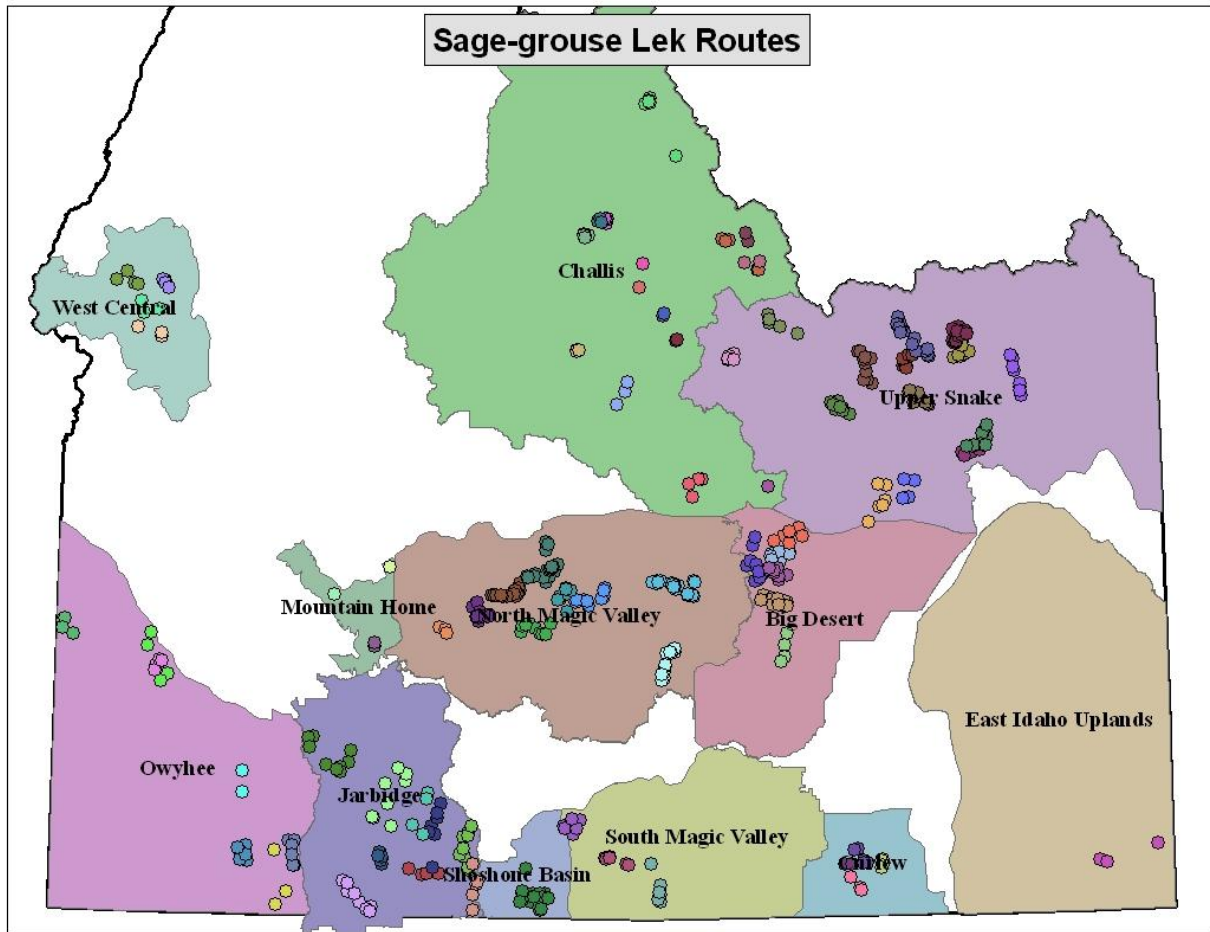 Sage-grouse Lek Routes
Challis
West Central
Upper Snake
Mountain Home
North Magic Valley
Big Desert
East Idaho Uplands
Owyhee
Jarbidge
South Magic Valley
Shoshone Basin
Curlew